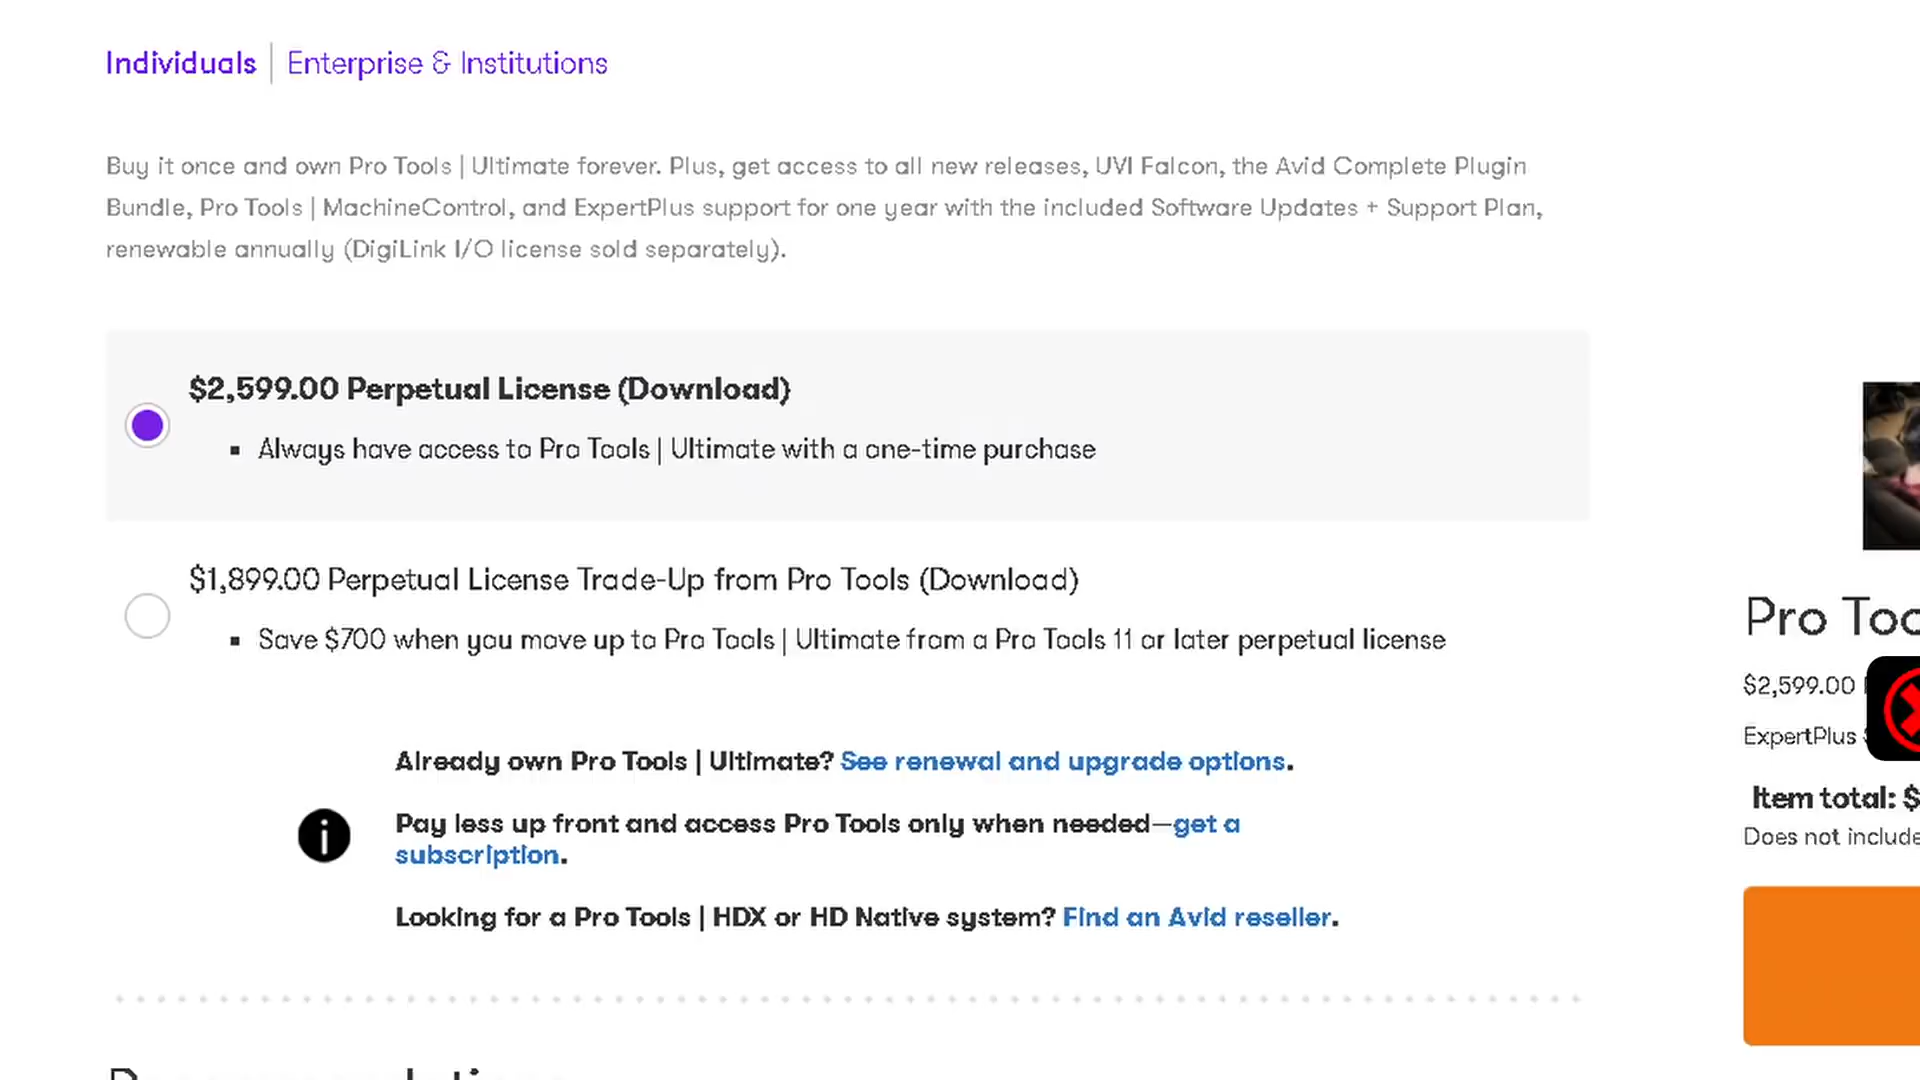 Individuals | Enterprise & Institutions
Buy it once and own Pro Tools | Ultimate forever. Plus, get access to all new releases, UVI Falcon, the Avid Complete Plugin
Bundle, Pro Tools | MachineControl, and ExpertPlus support for one year with the included Software Updates + Support Plan,
renewable annually (DigiLink I/O license sold separately).
$2,599.00 Perpetual License (Download)
▪ Always have access to Pro Tools | Ultimate with a one-time purchase
$1,899.00 Perpetual License Trade-Up from Pro Tools (Download)
▪ Save $700 when you move up to Pro Tools | Ultimate from a Pro Tools 11 or later perpetual license
Already own Pro Tools | Ultimate? See renewal and upgrade options.
Pay less up front and access Pro Tools only when needed—get a
subscription.
Looking for a Pro Tools | HDX or HD Native system? Find an Avid reseller.
Pro Too
$2,599.00
ExpertPlus
Item total: $
Does not include